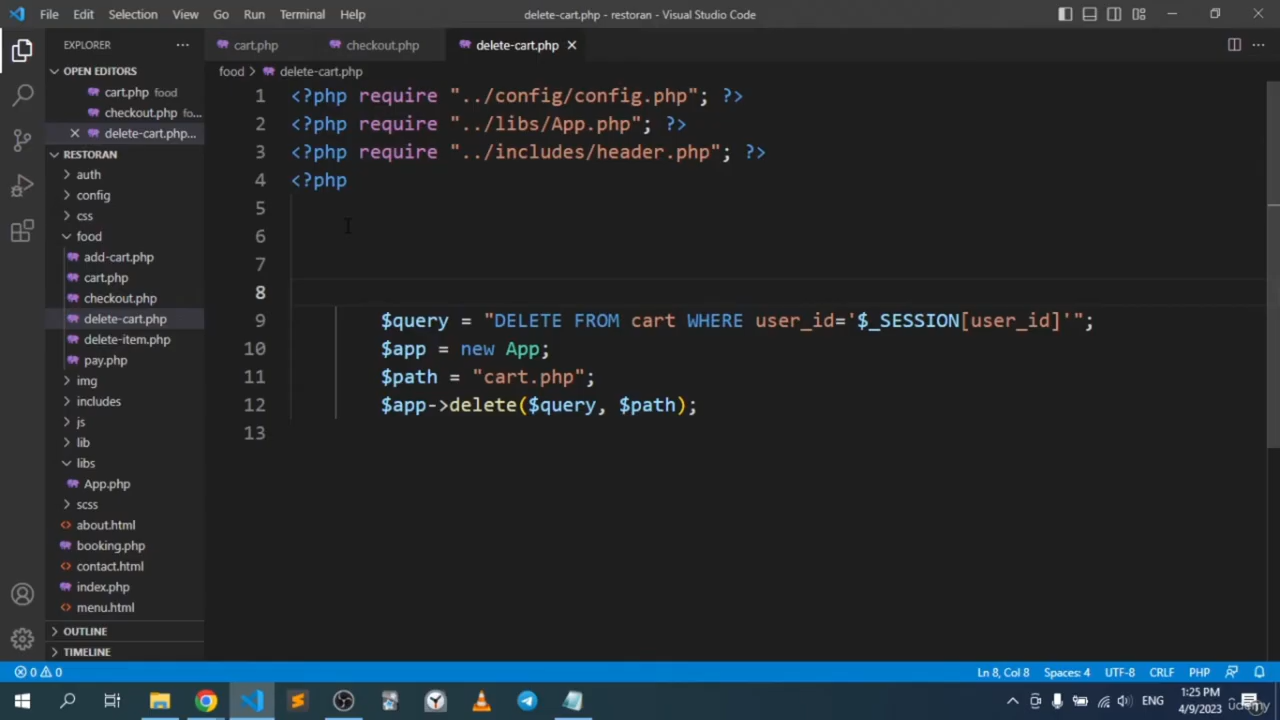 File Edit Selection View Go Run Terminal Help delete-cart.php - restoran - Visual Studio Code
EXPLORER
cart.php checkout.php delete-cart.php
OPEN EDITORS
food > delete-cart.php
cart.php food
checkout.php fo...
delete-cart.php...
RESTORAN
auth
config
css
food
add-cart.php
cart.php
checkout.php
delete-cart.php
delete-item.php
pay.php
img
includes
js
lib
libs
App.php
scss
about.html
booking.php
contact.html
index.php
menu.html
OUTLINE
TIMELINE
1 <?php require "../config/config.php"; ?>
2 <?php require "../libs/App.php"; ?>
3 <?php require "../includes/header.php"; ?>
4 <?php
5
6
7
8
9 $query = "DELETE FROM cart WHERE user_id='$_SESSION[user_id]'";
10 $app = new App;
11 $path = "cart.php";
12 $app->delete($query, $path);
13
0 0 Ln 8, Col 8 Spaces: 4 UTF-8 CRLF PHP
ENG 1:25 PM
4/9/2023
udemy